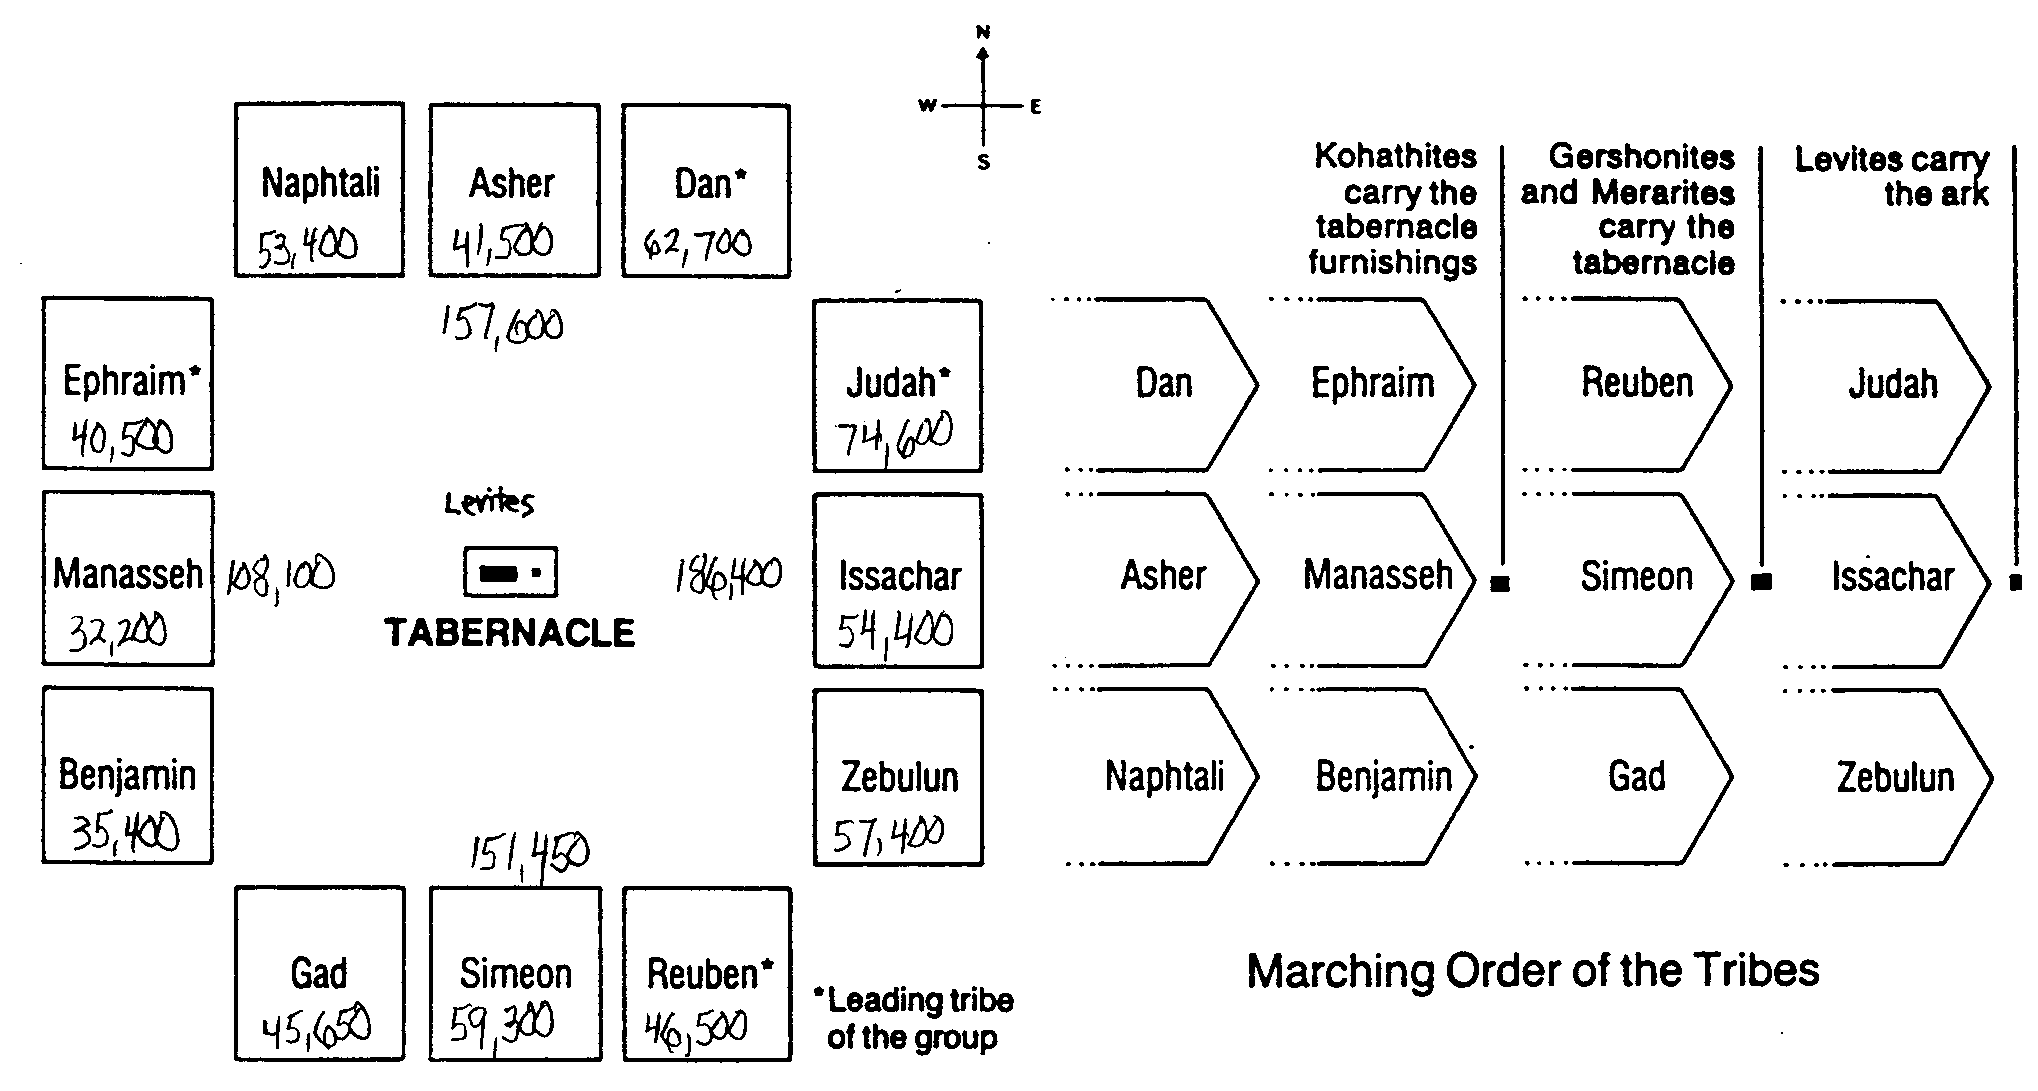 N
W E
S
Naphtali
53,400
Asher
41,500
Dan*
62,700
157,600
Ephraim*
40,500
Manasseh
32,200
108,100
Benjamin
35,400
Levites
TABERNACLE
186,400
Judah*
74,600
Issachar
54,400
Zebulun
57,400
151,450
Gad
45,650
Simeon
59,300
Reuben*
46,500
*Leading tribe
of the group
Kohathites
carry the
tabernacle
furnishings
Gershonites
and Merarites
carry the
tabernacle
Levites carry
the ark
Dan
Ephraim
Reuben
Judah
Asher
Manasseh
Simeon
Issachar
Naphtali
Benjamin
Gad
Zebulun
Marching Order of the Tribes